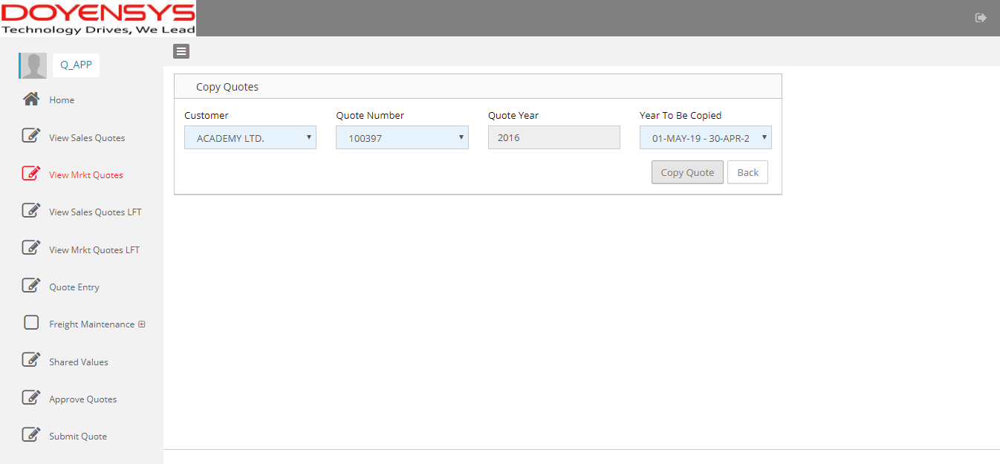 DOYENSYS
Technology Drives, We Lead
Q_APP
Home
View Sales Quotes
View Mrkt Quotes
View Sales Quotes LFT
View Mrkt Quotes LFT
Quote Entry
Freight Maintenance
Shared Values
Approve Quotes
Submit Quote
Copy Quotes
Customer Quote Number Quote Year Year To Be Copied
ACADEMY LTD. 100397 2016 01-MAY-19 - 30-APR-2
Copy Quote Back